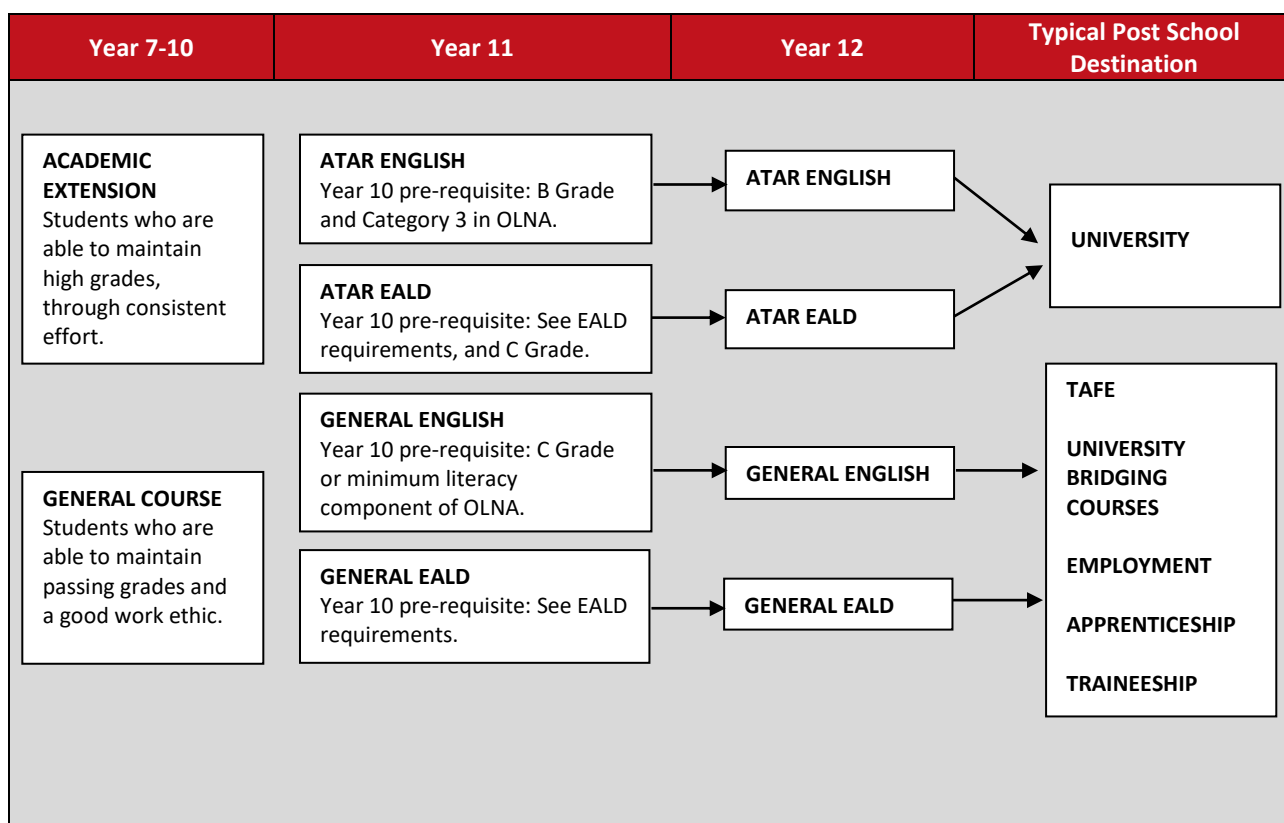 Year 7-10
Year 11
Year 12
Typical Post School
Destination
ACADEMIC
EXTENSION
Students who are
able to maintain
high grades,
through consistent
effort.
GENERAL COURSE
Students who are
able to maintain
passing grades and
a good work ethic.
ATAR ENGLISH
Year 10 pre-requisite: B Grade
and Category 3 in OLNA.
ATAR EALD
Year 10 pre-requisite: See EALD
requirements, and C Grade.
GENERAL ENGLISH
Year 10 pre-requisite: C Grade
or minimum literacy
component of OLNA.
GENERAL EALD
Year 10 pre-requisite: See EALD
requirements.
ATAR ENGLISH
ATAR EALD
GENERAL ENGLISH
GENERAL EALD
UNIVERSITY
TAFE
UNIVERSITY
BRIDGING
COURSES
EMPLOYMENT
APPRENTICESHIP
TRAINEESHIP